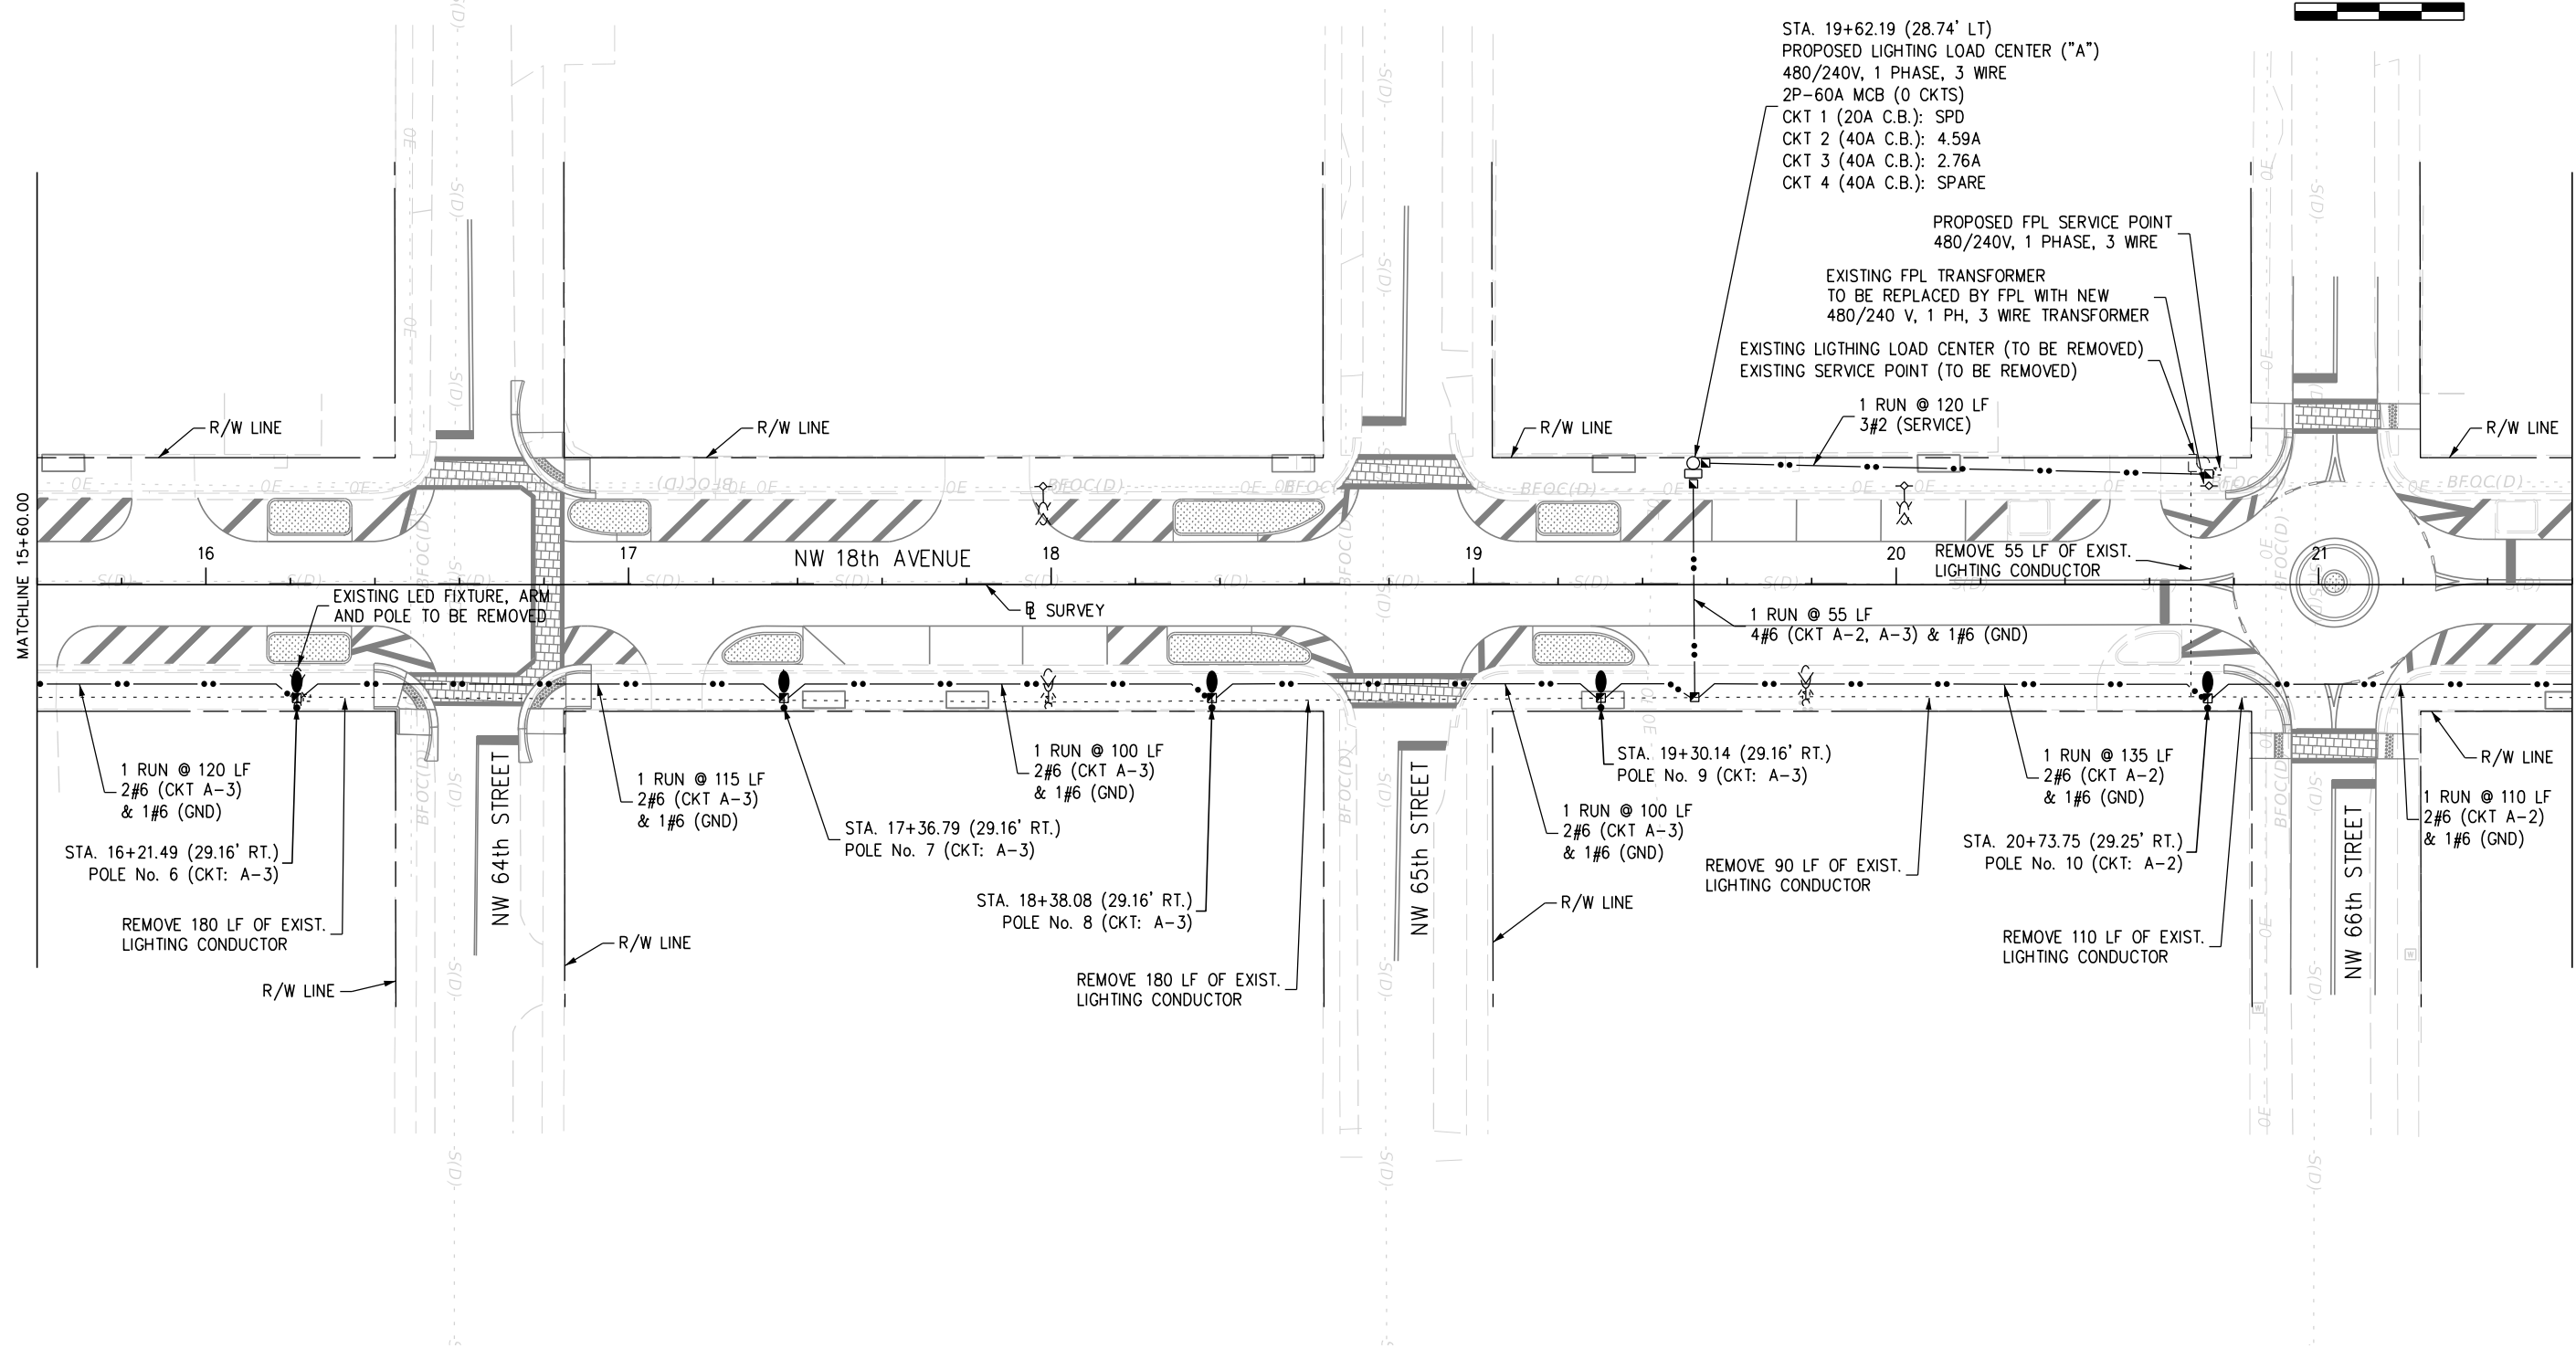 STA. 19+62.19 (28.74' LT)
PROPOSED LIGHTING LOAD CENTER ("A")
480/240V, 1 PHASE, 3 WIRE
2P-60A MCB (0 CKTS)
CKT 1 (20A C.B.): SPD
CKT 2 (40A C.B.): 4.59A
CKT 3 (40A C.B.): 2.76A
CKT 4 (40A C.B.): SPARE
PROPOSED FPL SERVICE POINT
480/240V, 1 PHASE, 3 WIRE
EXISTING FPL TRANSFORMER
TO BE REPLACED BY FPL WITH NEW
480/240 V, 1 PH, 3 WIRE TRANSFORMER
EXISTING LIGTHING LOAD CENTER (TO BE REMOVED)
EXISTING SERVICE POINT (TO BE REMOVED)
1 RUN @ 120 LF
3#2 (SERVICE)
R/W LINE
R/W LINE
R/W LINE
R/W LINE
MATCHLINE 15+60.00
16
17
18
19
20
21
NW 18th AVENUE
REMOVE 55 LF OF EXIST.
LIGHTING CONDUCTOR
EXISTING LED FIXTURE, ARM
AND POLE TO BE REMOVED
BL SURVEY
1 RUN @ 55 LF
4#6 (CKT A-2, A-3) & 1#6 (GND)
1 RUN @ 120 LF
2#6 (CKT A-3)
& 1#6 (GND)
STA. 16+21.49 (29.16' RT.)
POLE No. 6 (CKT: A-3)
REMOVE 180 LF OF EXIST.
LIGHTING CONDUCTOR
R/W LINE
NW 64th STREET
R/W LINE
1 RUN @ 115 LF
2#6 (CKT A-3)
& 1#6 (GND)
STA. 17+36.79 (29.16' RT.)
POLE No. 7 (CKT: A-3)
1 RUN @ 100 LF
2#6 (CKT A-3)
& 1#6 (GND)
STA. 18+38.08 (29.16' RT.)
POLE No. 8 (CKT: A-3)
REMOVE 180 LF OF EXIST.
LIGHTING CONDUCTOR
NW 65th STREET
R/W LINE
1 RUN @ 100 LF
2#6 (CKT A-3)
& 1#6 (GND)
STA. 19+30.14 (29.16' RT.)
POLE No. 9 (CKT: A-3)
REMOVE 90 LF OF EXIST.
LIGHTING CONDUCTOR
1 RUN @ 135 LF
2#6 (CKT A-2)
& 1#6 (GND)
STA. 20+73.75 (29.25' RT.)
POLE No. 10 (CKT: A-2)
REMOVE 110 LF OF EXIST.
LIGHTING CONDUCTOR
NW 66th STREET
R/W LINE
1 RUN @ 110 LF
2#6 (CKT A-2)
& 1#6 (GND)